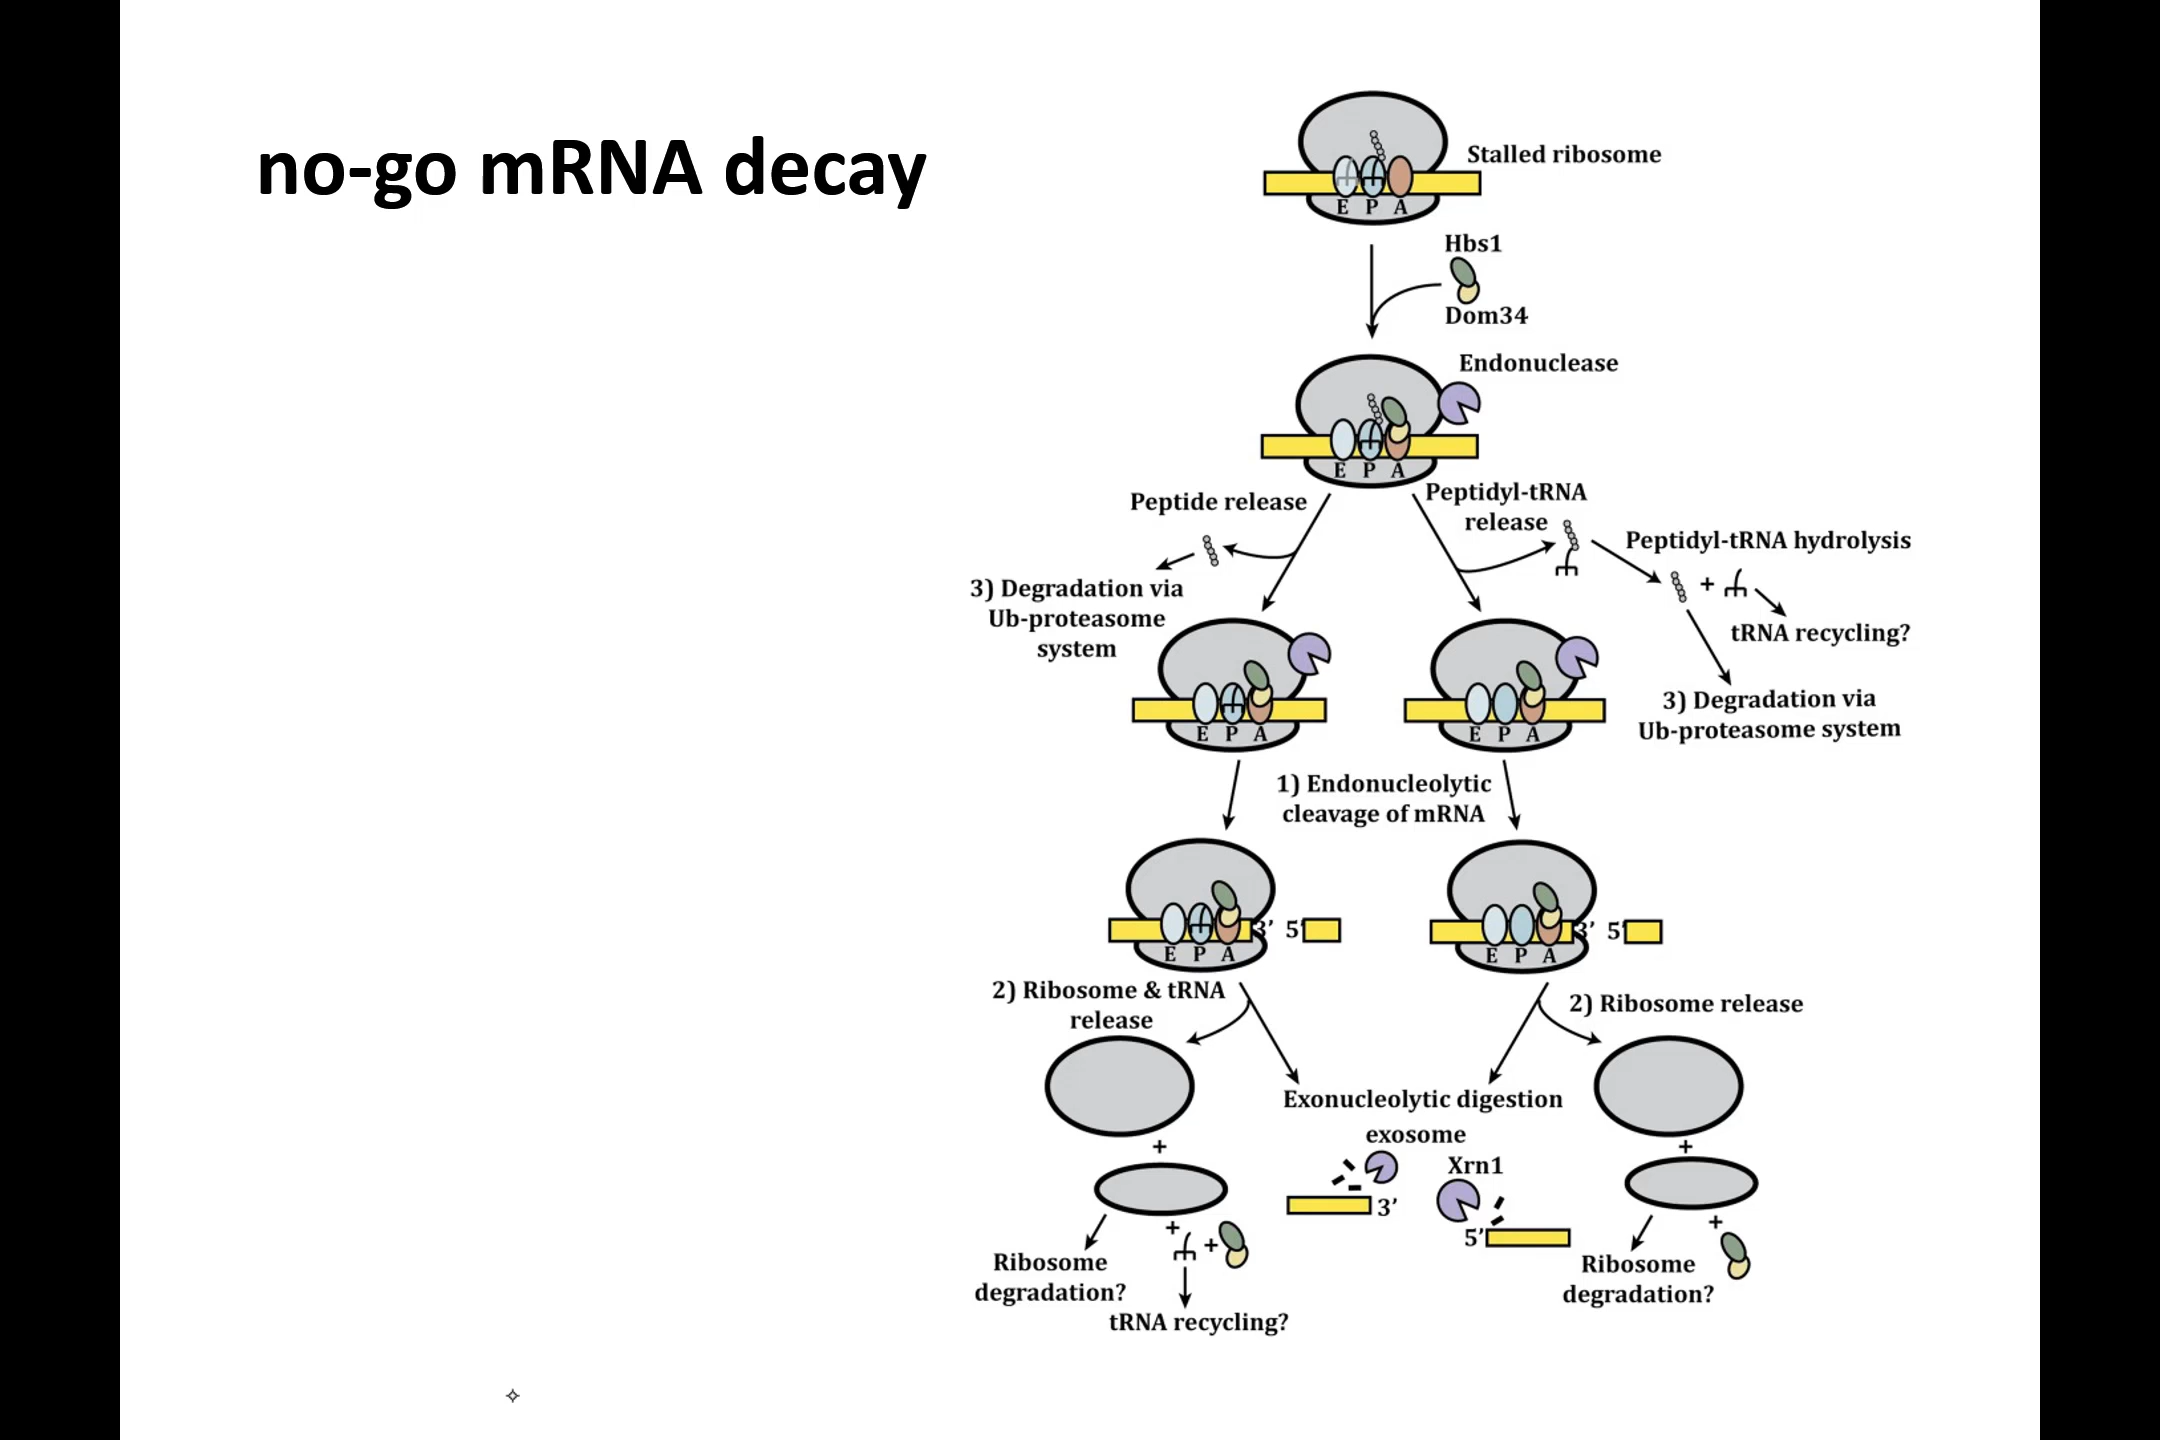 no-go mRNA decay
Stalled ribosome
E P A
Hbs1
Dom34
Endonuclease
E P A
Peptide release
Peptidyl-tRNA
release
Peptidyl-tRNA hydrolysis
+
tRNA recycling?
3) Degradation via
Ub-proteasome
system
3) Degradation via
Ub-proteasome system
E P A
E P A
1) Endonucleolytic
cleavage of mRNA
3’ 5’
E P A
3’ 5’
E P A
2) Ribosome & tRNA
release
2) Ribosome release
Exonucleolytic digestion
exosome
Xrn1
3’
5’
+
+
+
+
+
Ribosome
degradation?
tRNA recycling?
Ribosome
degradation?